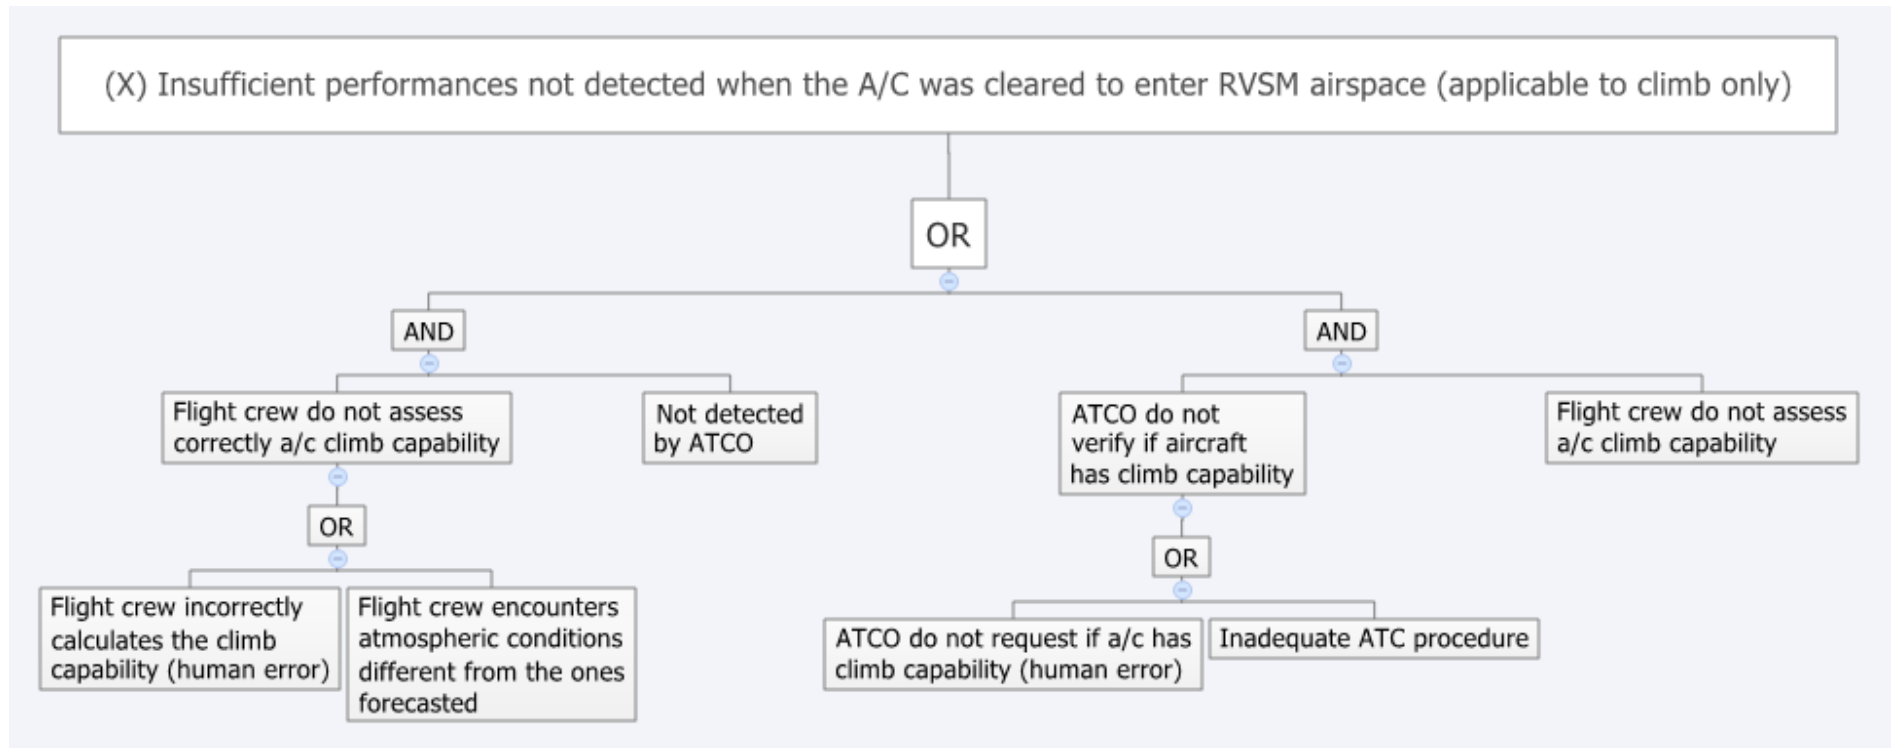 (X) Insufficient performances not detected when the A/C was cleared to enter RVSM airspace (applicable to climb only)
OR
AND
AND
Flight crew do not assess
correctly a/c climb capability
Not detected
by ATCO
ATCO do not
verify if aircraft
has climb capability
Flight crew do not assess
a/c climb capability
OR
OR
Flight crew incorrectly
calculates the climb
capability (human error)
Flight crew encounters
atmospheric conditions
different from the ones
forecasted
ATCO do not request if a/c has
climb capability (human error)
Inadequate ATC procedure